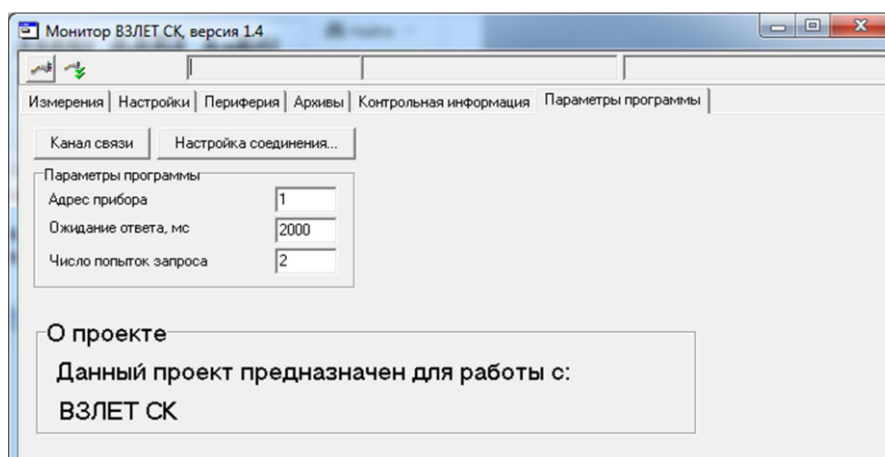 Монитор ВЗЛЕТ СК, версия 1.4
Измерения Настройки Периферия Архивы Контрольная информация Параметры программы
Канал связи Настройка соединения...
Параметры программы
Адрес прибора 1
Ожидание ответа, мс 2000
Число попыток запроса 2
О проекте
Данный проект предназначен для работы с:
ВЗЛЕТ СК